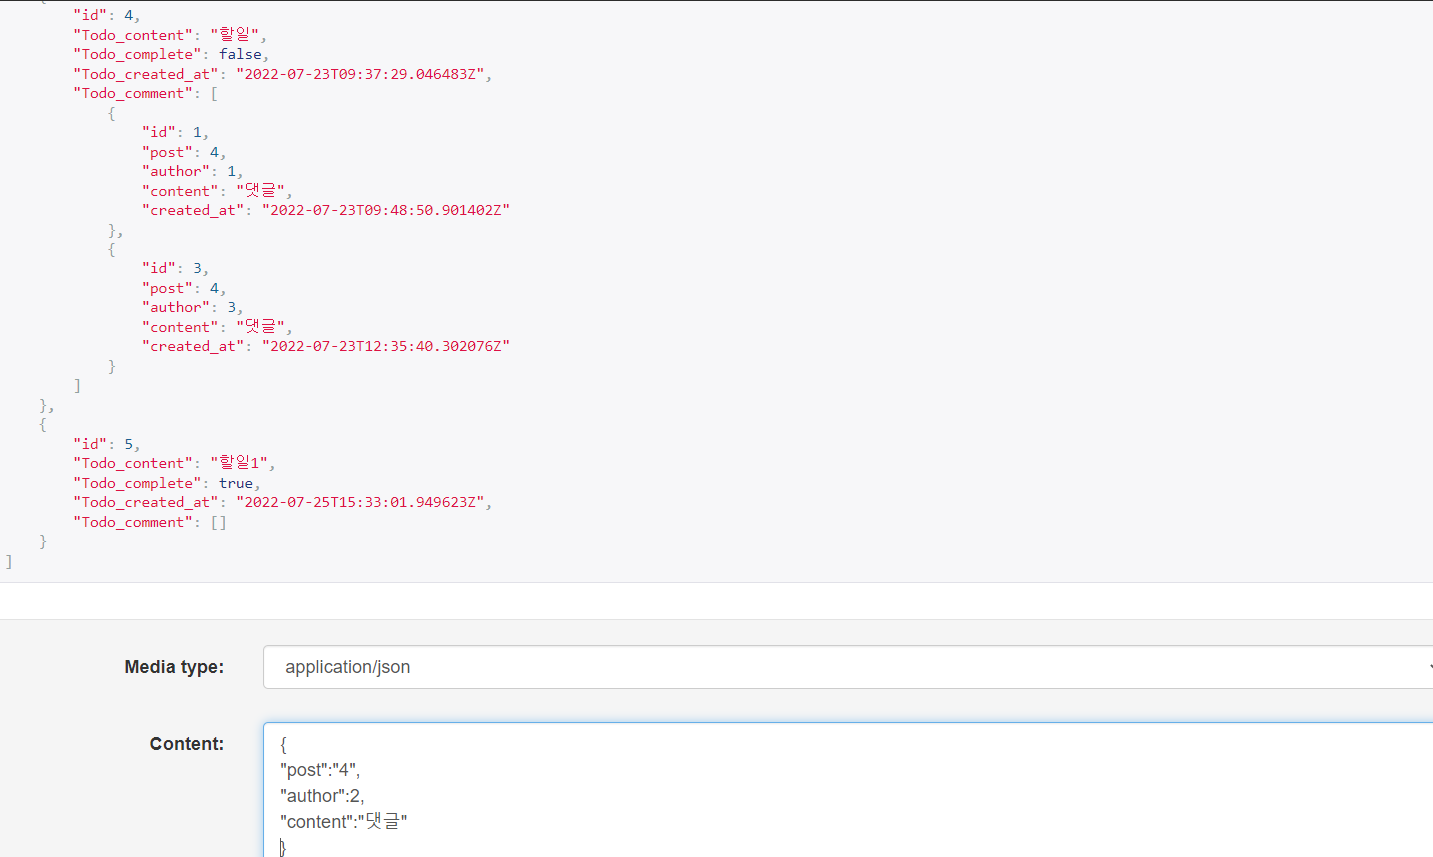 "id": 4,
"Todo_content": "할일",
"Todo_complete": false,
"Todo_created_at": "2022-07-23T09:37:29.046483Z",
"Todo_comment": [
{
"id": 1,
"post": 4,
"author": 1,
"content": "댓글",
"created_at": "2022-07-23T09:48:50.901402Z"
},
{
"id": 3,
"post": 4,
"author": 3,
"content": "댓글",
"created_at": "2022-07-23T12:35:40.302076Z"
}
]
},
{
"id": 5,
"Todo_content": "할일1",
"Todo_complete": true,
"Todo_created_at": "2022-07-25T15:33:01.949623Z",
"Todo_comment": []
}
]
Media type: application/json
Content:
{
"post":"4",
"author":2,
"content":"댓글"
}